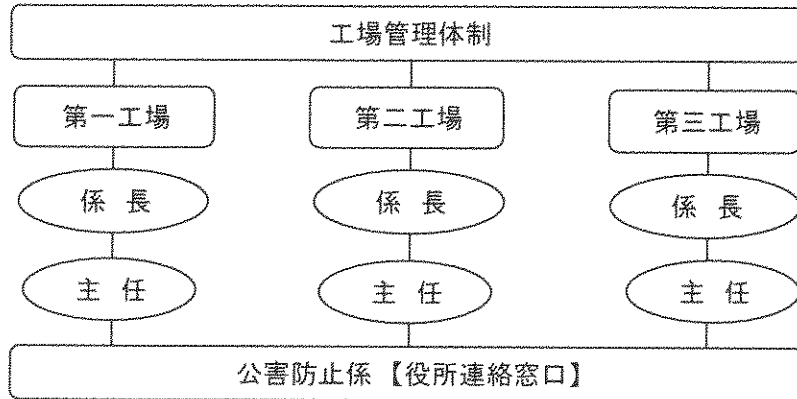 工場管理体制
第一工場 第二工場 第三工場
係 長 係 長 係 長
主 任 主 任 主 任
公害防止係【役所連絡窓口】